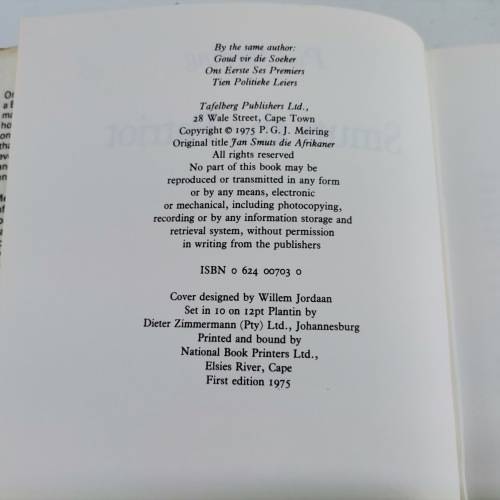 By the same author:
Goud vir die Soeker
Ons Eerste Ses Premiers
Tien Politieke Leiers
Tafelberg Publishers Ltd.,
28 Wale Street, Cape Town
Copyright © 1975 P. G. J. Meiring
Original title Jan Smuts die Afrikaner
All rights reserved
No part of this book may be
reproduced or transmitted in any form
or by any means, electronic
or mechanical, including photocopying,
recording or by any information storage and
retrieval system, without permission
in writing from the publishers
ISBN 0 624 00703 0
Cover designed by Willem Jordaan
Set in 10 on 12pt Plantin by
Dieter Zimmermann (Pty) Ltd., Johannesburg
Printed and bound by
National Book Printers Ltd.,
Elsies River, Cape
First edition 1975